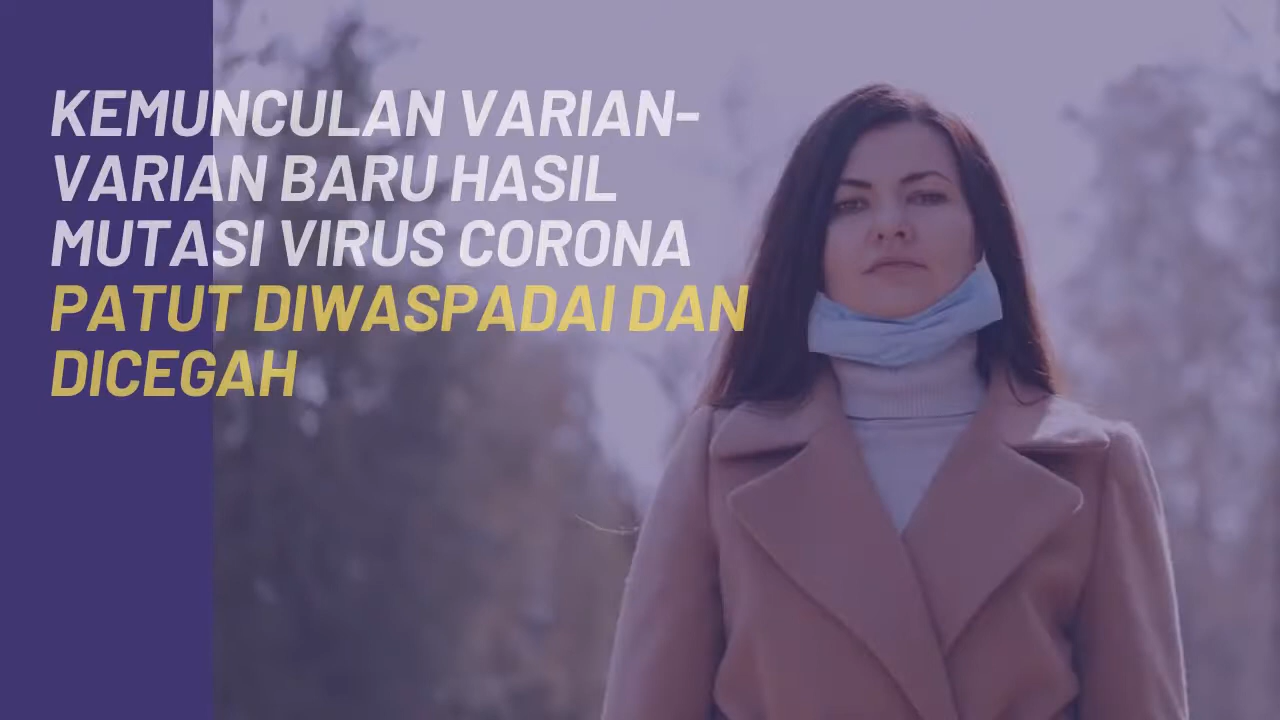 KEMUNCULAN VARIAN-
VARIAN BARU HASIL
MUTASI VIRUS CORONA
PATUT DIWASPADAI DAN
DICEGAH